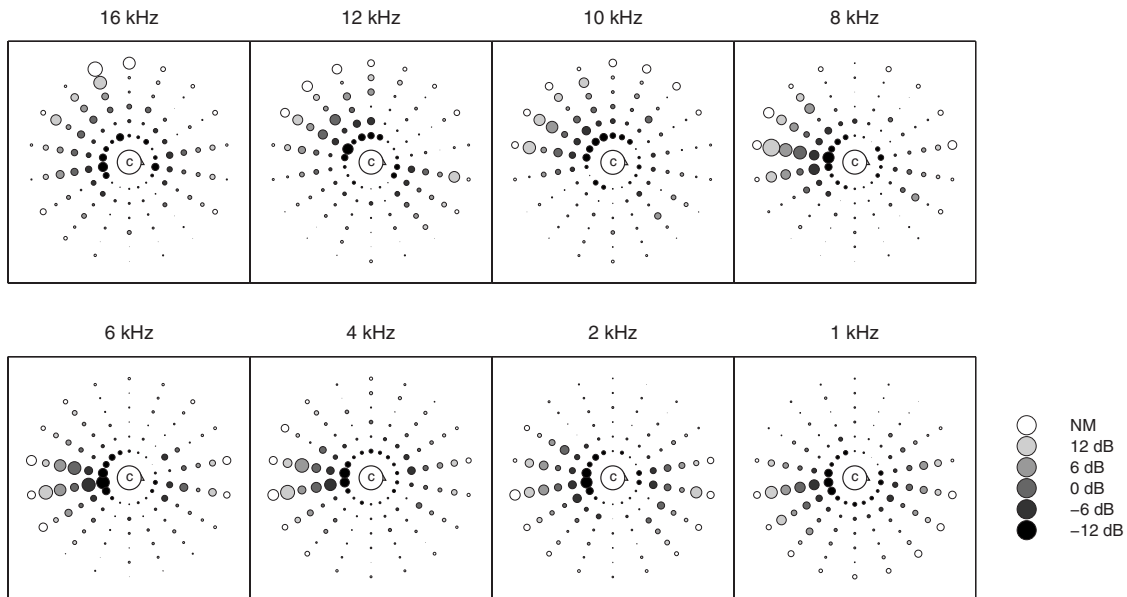 16 kHz 12 kHz 10 kHz 8 kHz
C C C C
6 kHz 4 kHz 2 kHz 1 kHz
C C C C
NM
12 dB
6 dB
0 dB
−6 dB
−12 dB